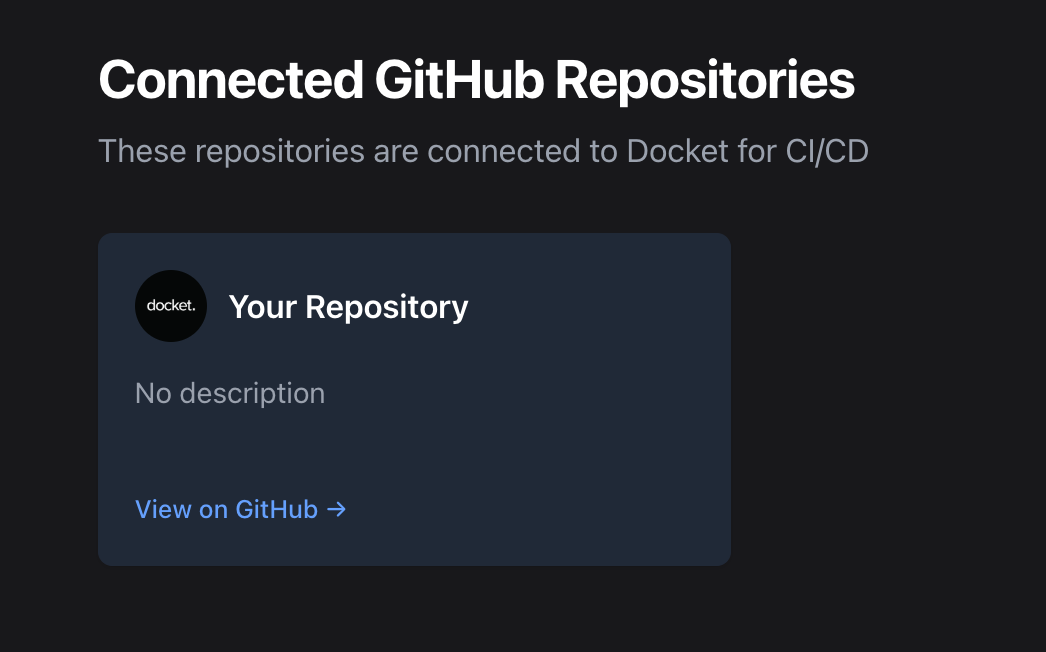 Connected GitHub Repositories
These repositories are connected to Docket for CI/CD
docket.
Your Repository
No description
View on GitHub →